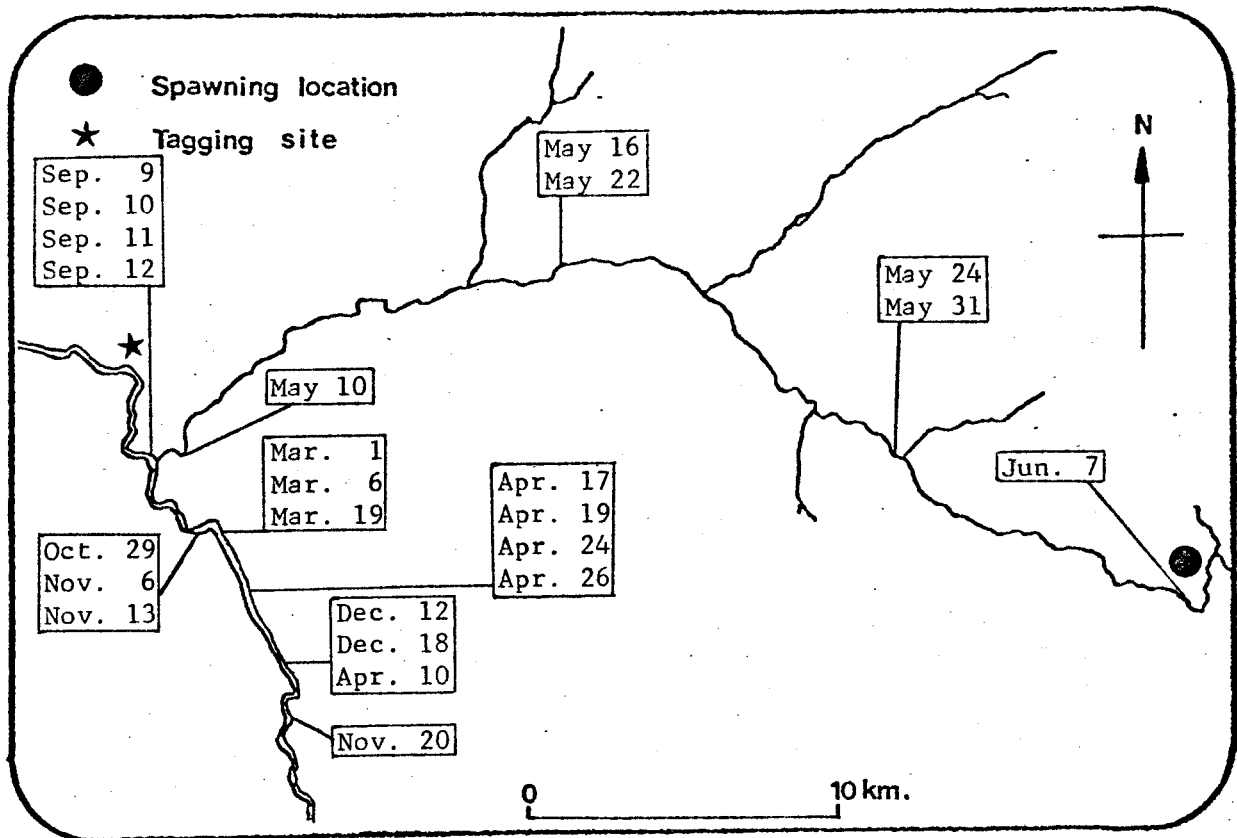 Spawning location
Tagging site
Sep. 9
Sep. 10
Sep. 11
Sep. 12
May 16
May 22
N
May 24
May 31
May 10
Mar. 1
Mar. 6
Mar. 19
Apr. 17
Apr. 19
Apr. 24
Apr. 26
Jun. 7
Oct. 29
Nov. 6
Nov. 13
Dec. 12
Dec. 18
Apr. 10
Nov. 20
0 10 km.